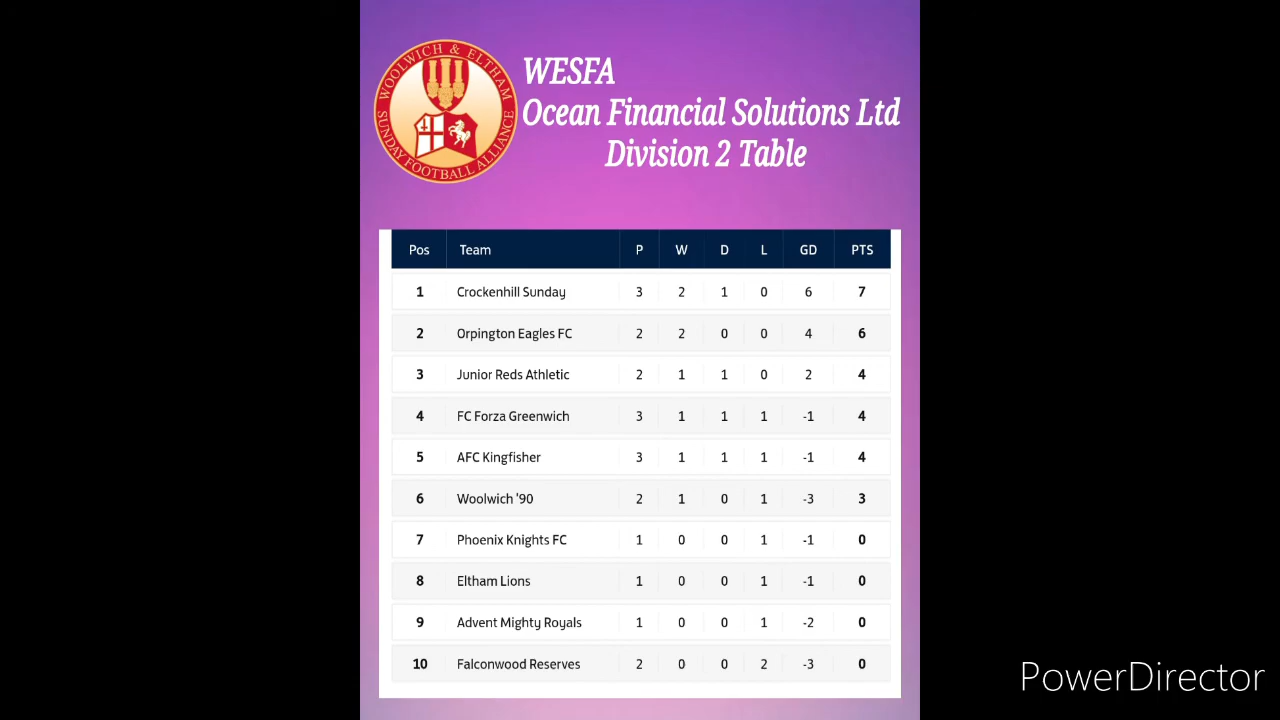 WOOLWICH & ELTHAM
SUNDAY FOOTBALL ALLIANCE
WESFA
Ocean Financial Solutions Ltd
Division 2 Table
Pos Team P W D L GD PTS
1 Crockenhill Sunday 3 2 1 0 6 7
2 Orpington Eagles FC 2 2 0 0 4 6
3 Junior Reds Athletic 2 1 1 0 2 4
4 FC Forza Greenwich 3 1 1 1 -1 4
5 AFC Kingfisher 3 1 1 1 -1 4
6 Woolwich '90 2 1 0 1 -3 3
7 Phoenix Knights FC 1 0 0 1 -1 0
8 Eltham Lions 1 0 0 1 -1 0
9 Advent Mighty Royals 1 0 0 1 -2 0
10 Falconwood Reserves 2 0 0 2 -3 0
PowerDirector